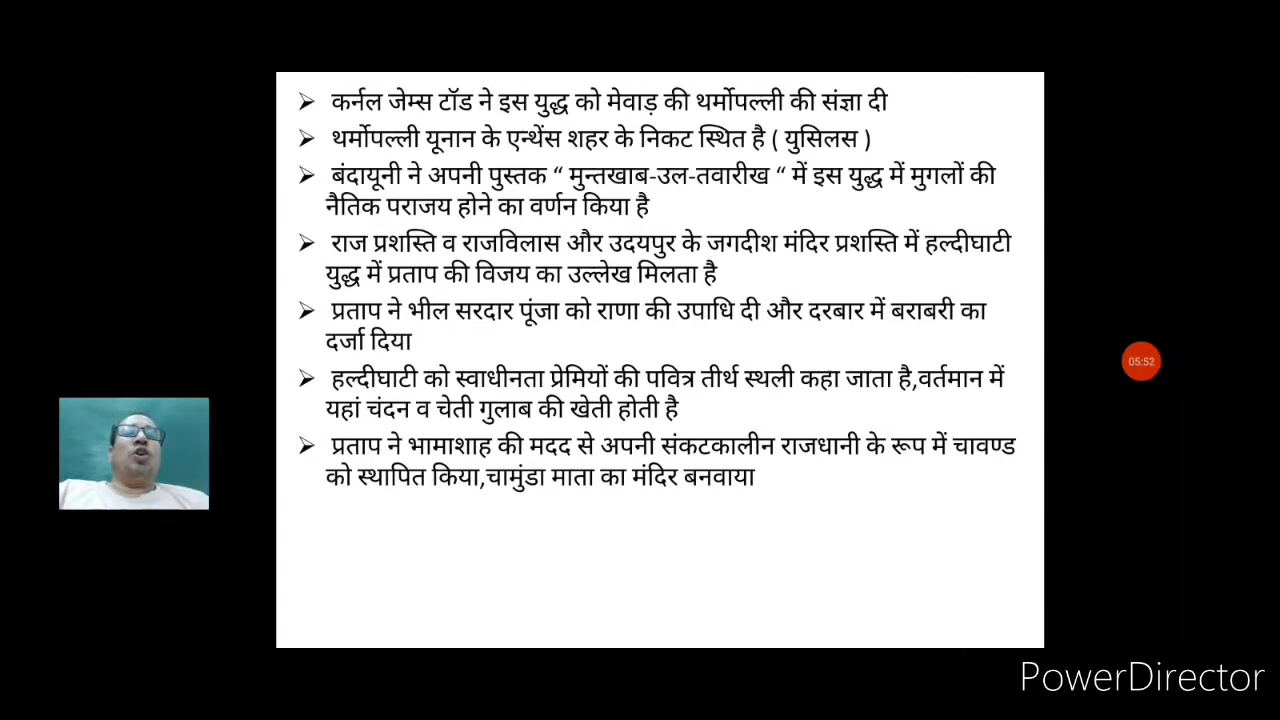 ➢ कर्नल जेम्स टॉड ने इस युद्ध को मेवाड़ की थर्मोपल्ली की संज्ञा दी
➢ थर्मोपल्ली यूनान के एन्थेंस शहर के निकट स्थित है ( युसिलस )
➢ बंदायूनी ने अपनी पुस्तक “ मुन्तखाब-उल-तवारीख “ में इस युद्ध में मुगलों की
नैतिक पराजय होने का वर्णन किया है
➢ राज प्रशस्ति व राजविलास और उदयपुर के जगदीश मंदिर प्रशस्ति में हल्दीघाटी
युद्ध में प्रताप की विजय का उल्लेख मिलता है
➢ प्रताप ने भील सरदार पूंजा को राणा की उपाधि दी और दरबार में बराबरी का
दर्जा दिया
➢ हल्दीघाटी को स्वाधीनता प्रेमियों की पवित्र तीर्थ स्थली कहा जाता है,वर्तमान में
यहां चंदन व चेती गुलाब की खेती होती है
➢ प्रताप ने भामाशाह की मदद से अपनी संकटकालीन राजधानी के रूप में चावण्ड
को स्थापित किया,चामुंडा माता का मंदिर बनवाया
05:52
PowerDirector